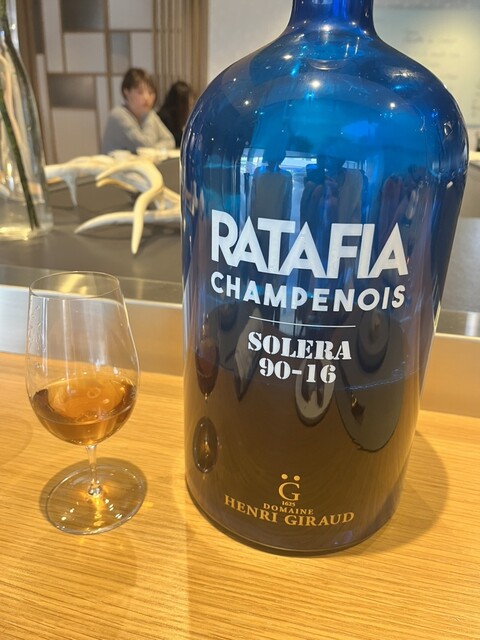 RATAFIA
CHAMPENOIS
SOLERA
90-16
G̈
1625
DOMAINE
HENRI GIRAUD